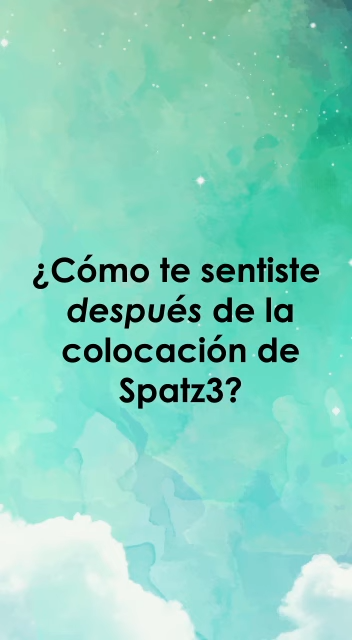 ¿Cómo te sentiste
después de la
colocación de
Spatz3?